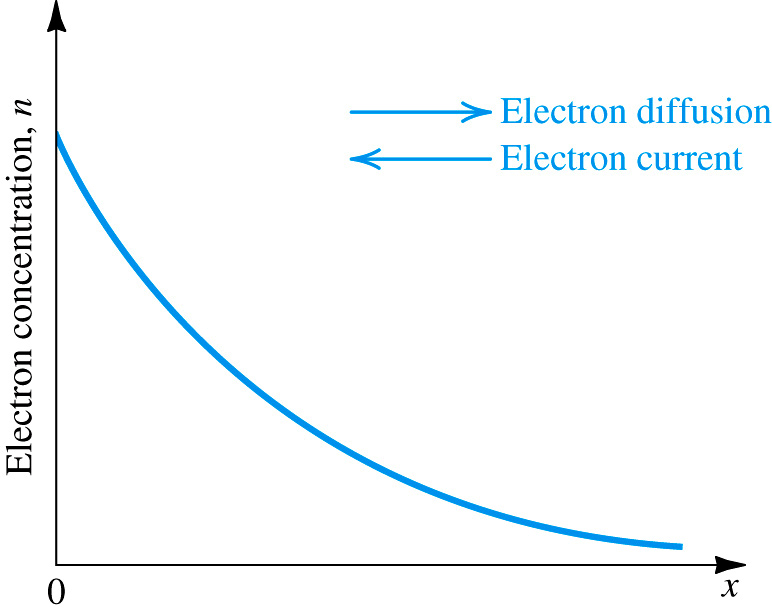 Electron concentration, n
Electron diffusion
Electron current
0
x